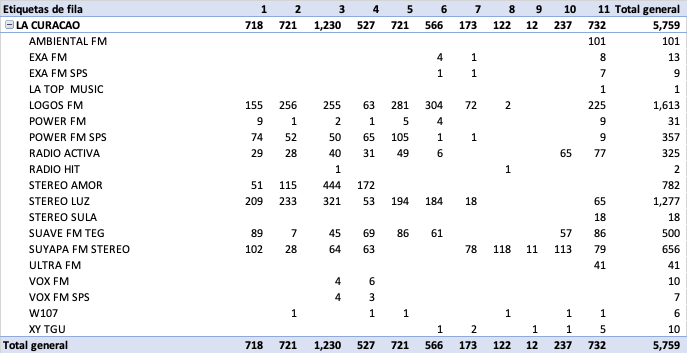 Etiquetas de fila 1 2 3 4 5 6 7 8 9 10 11 Total general
LA CURACAO 718 721 1,230 527 721 566 173 122 12 237 732 5,759
AMBIENTAL FM 101 101
EXA FM 4 1 8 13
EXA FM SPS 1 1 7 9
LA TOP MUSIC 1 1
LOGOS FM 155 256 255 63 281 304 72 2 225 1,613
POWER FM 9 1 2 1 5 4 9 31
POWER FM SPS 74 52 50 65 105 1 1 9 357
RADIO ACTIVA 29 28 40 31 49 6 65 77 325
RADIO HIT 1 1 2
STEREO AMOR 51 115 444 172 782
STEREO LUZ 209 233 321 53 194 184 18 65 1,277
STEREO SULA 18 18
SUAVE FM TEG 89 7 45 69 86 61 57 86 500
SUYAPA FM STEREO 102 28 64 63 78 118 11 113 79 656
ULTRA FM 41 41
VOX FM 4 6 10
VOX FM SPS 4 3 7
W107 1 1 1 1 1 1 6
XY TGU 1 2 1 1 5 10
Total general 718 721 1,230 527 721 566 173 122 12 237 732 5,759